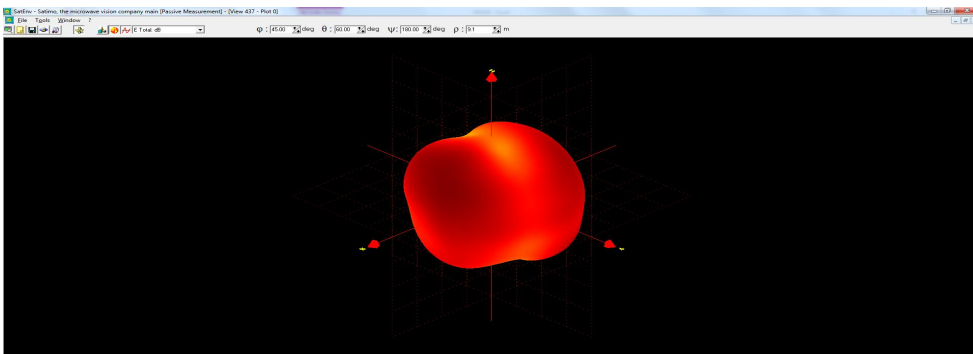 SatEnv - Satimo, the microwave vision company main [Passive Measurement] - [View 437 - Plot 0]
File Tools Window ?
E Total dB φ : 45.00 deg θ : 60.00 deg ψ : 180.00 deg ρ : 9.1 m